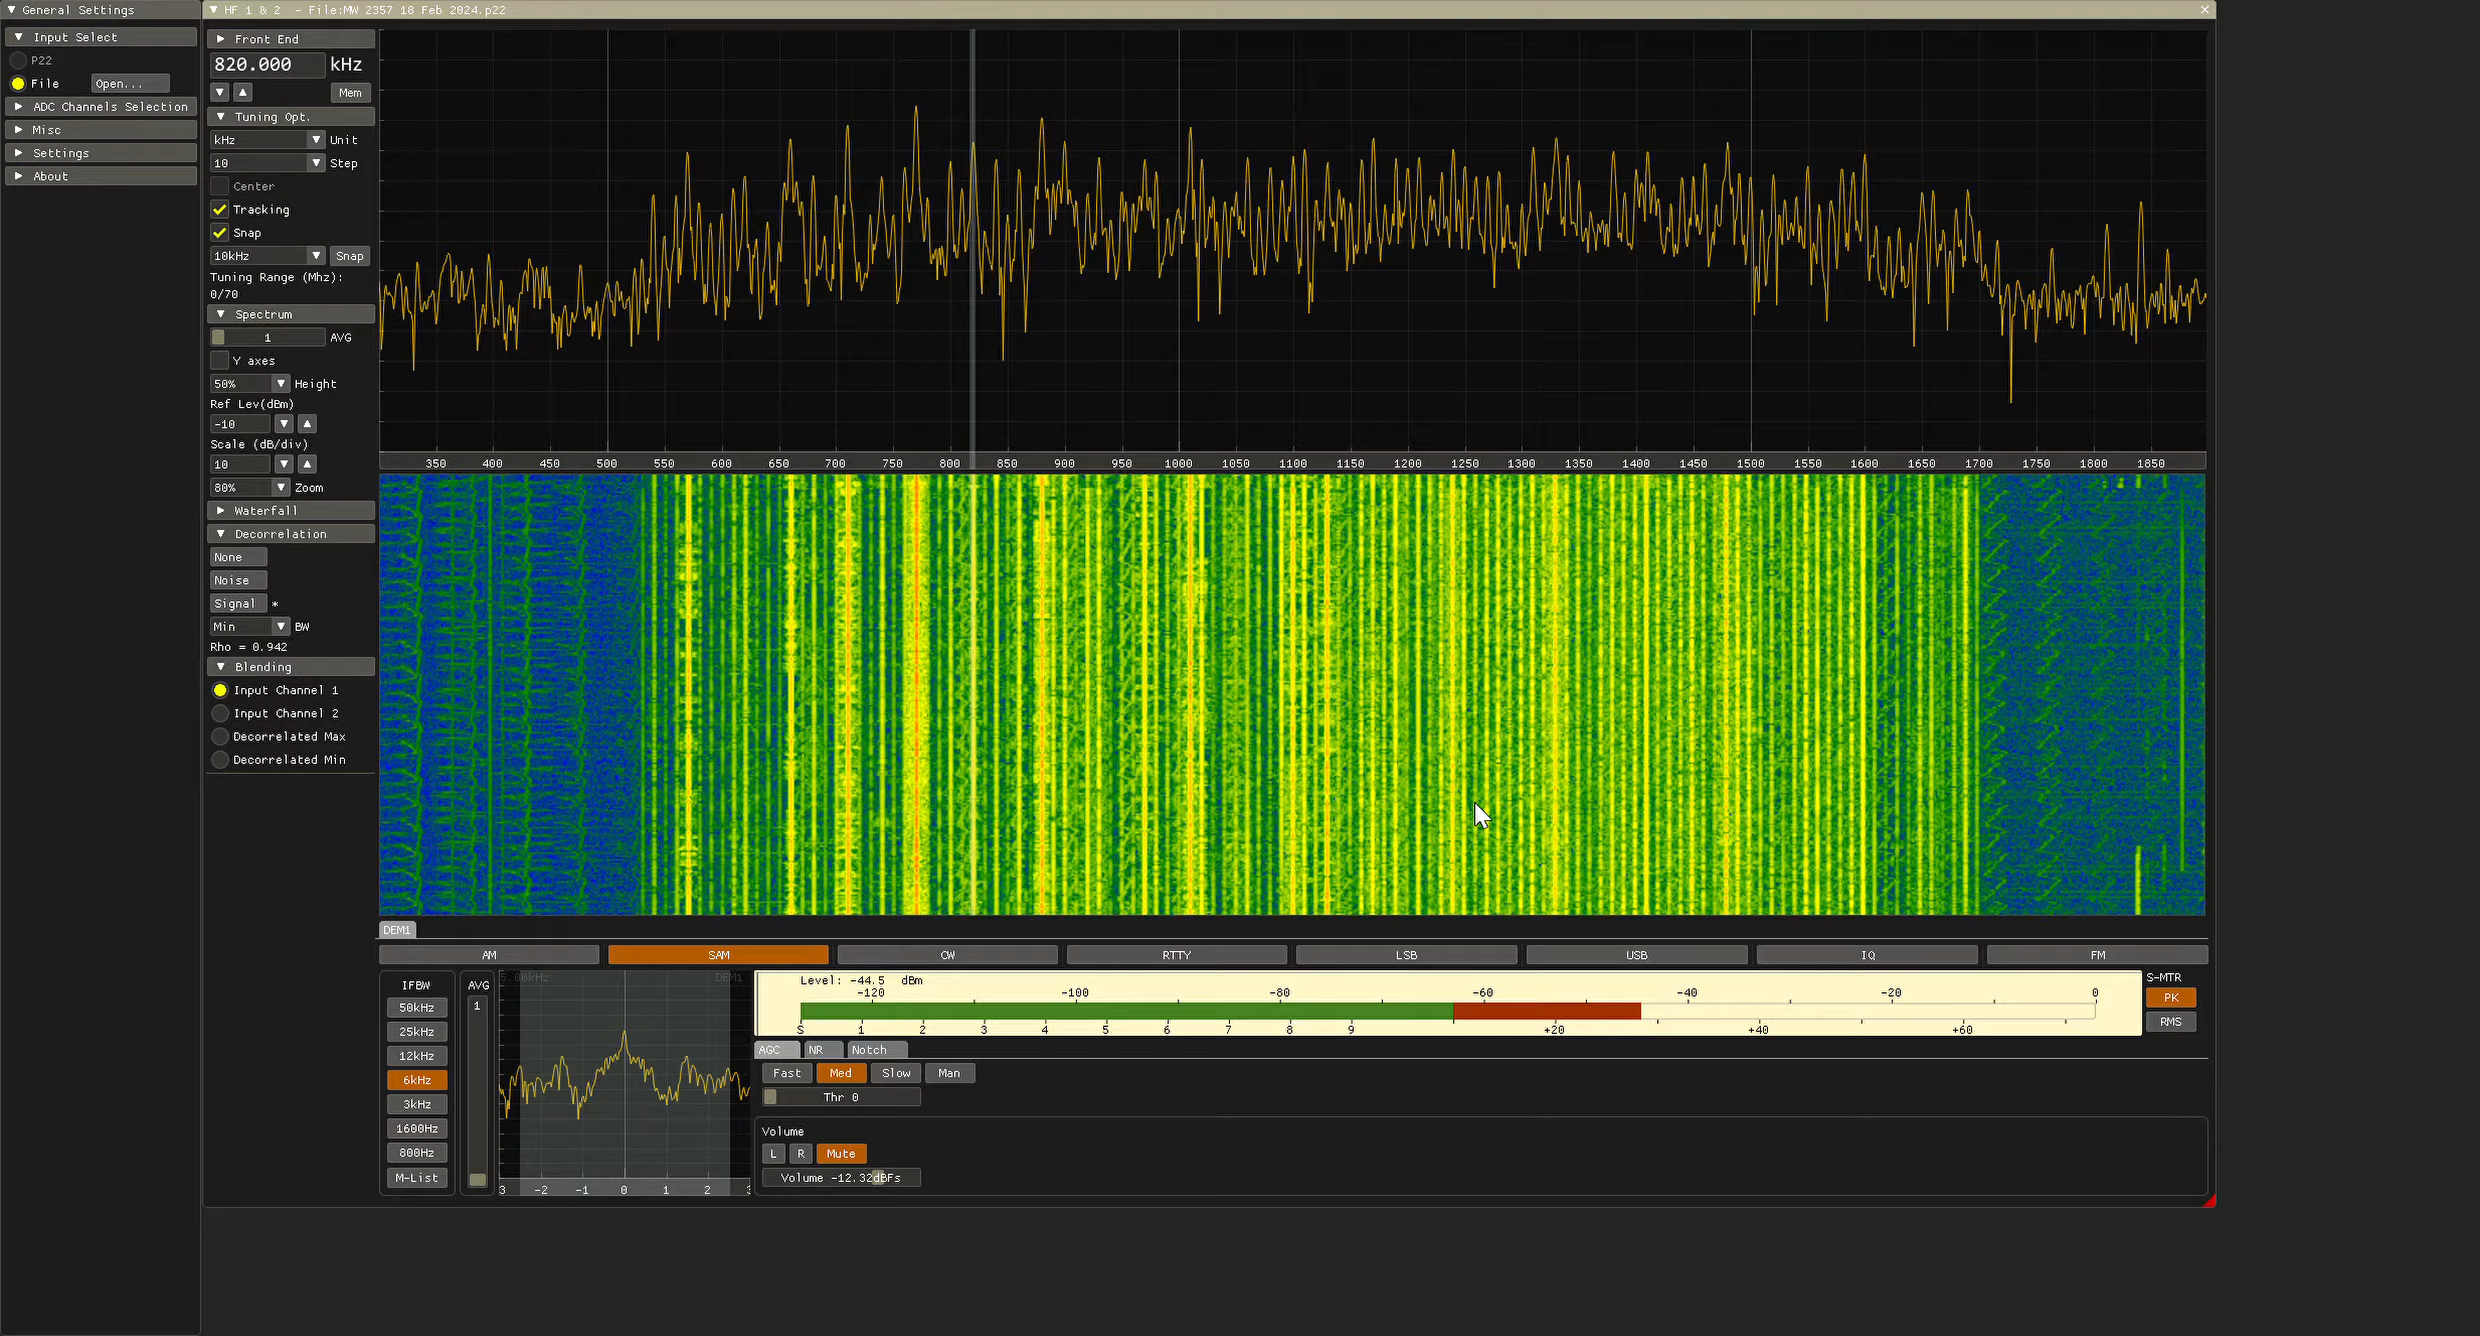 General Settings
Input Select
P22
File Open...
ADC Channels Selection
Misc
Settings
About
HF 1 & 2 - File:MW 2357 18 Feb 2024.p22
Front End
820.000 kHz
Mem
Tuning Opt.
kHz Unit
10 Step
Center
Tracking
Snap
10kHz Snap
Tuning Range (Mhz):
0/70
Spectrum
1 AVG
Y axes
50% Height
Ref Lev(dBm)
-10
Scale (dB/div)
10
80% Zoom
Waterfall
Decorrelation
None
Noise
Signal *
Min BW
Rho = 0.942
Blending
Input Channel 1
Input Channel 2
Decorrelated Max
Decorrelated Min
350 400 450 500 550 600 650 700 750 800 850 900 950 1000 1050 1100 1150 1200 1250 1300 1350 1400 1450 1500 1550 1600 1650 1700 1750 1800 1850
DEM1
AM SAM CW RTTY LSB USB IQ FM
IFBW
50kHz
25kHz
12kHz
6kHz
3kHz
1600Hz
800Hz
M-List
AVG
1
5.00kHz DEM1
3 -2 -1 0 1 2 3
Level: -44.5 dBm
-120 -100 -80 -60 -40 -20 0
S 1 2 3 4 5 6 7 8 9 +20 +40 +60
S-MTR
PK
RMS
AGC NR Notch
Fast Med Slow Man
Thr 0
Volume
L R Mute
Volume -12.32dBFs